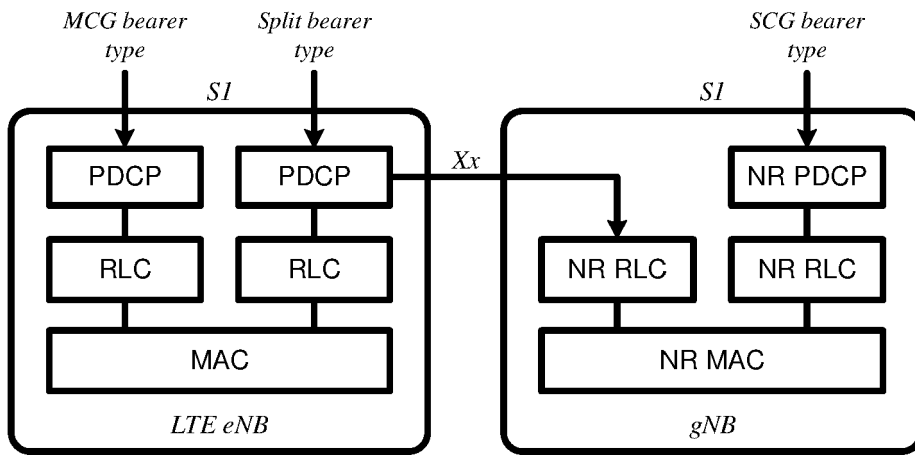 MCG bearer type
Split bearer type
SCG bearer type
S1
S1
PDCP
PDCP
Xx
NR PDCP
RLC
RLC
NR RLC
NR RLC
MAC
NR MAC
LTE eNB
gNB